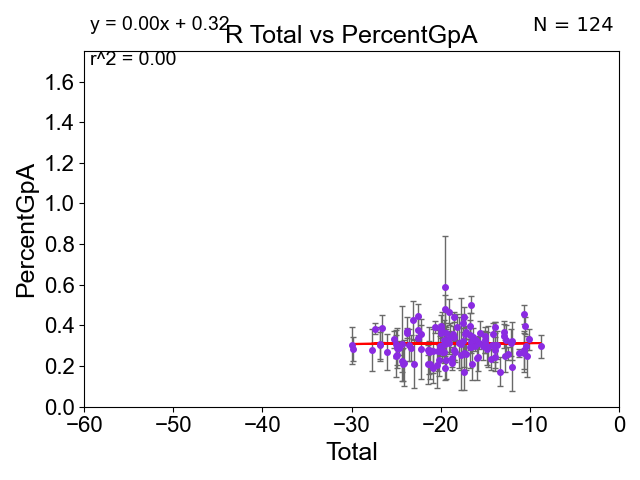 y = 0.00x + 0.32
R Total vs PercentGpA
N = 124
r^2 = 0.00
PercentGpA
1.6
1.4
1.2
1.0
0.8
0.6
0.4
0.2
0.0
−60 −50 −40 −30 −20 −10 0
Total